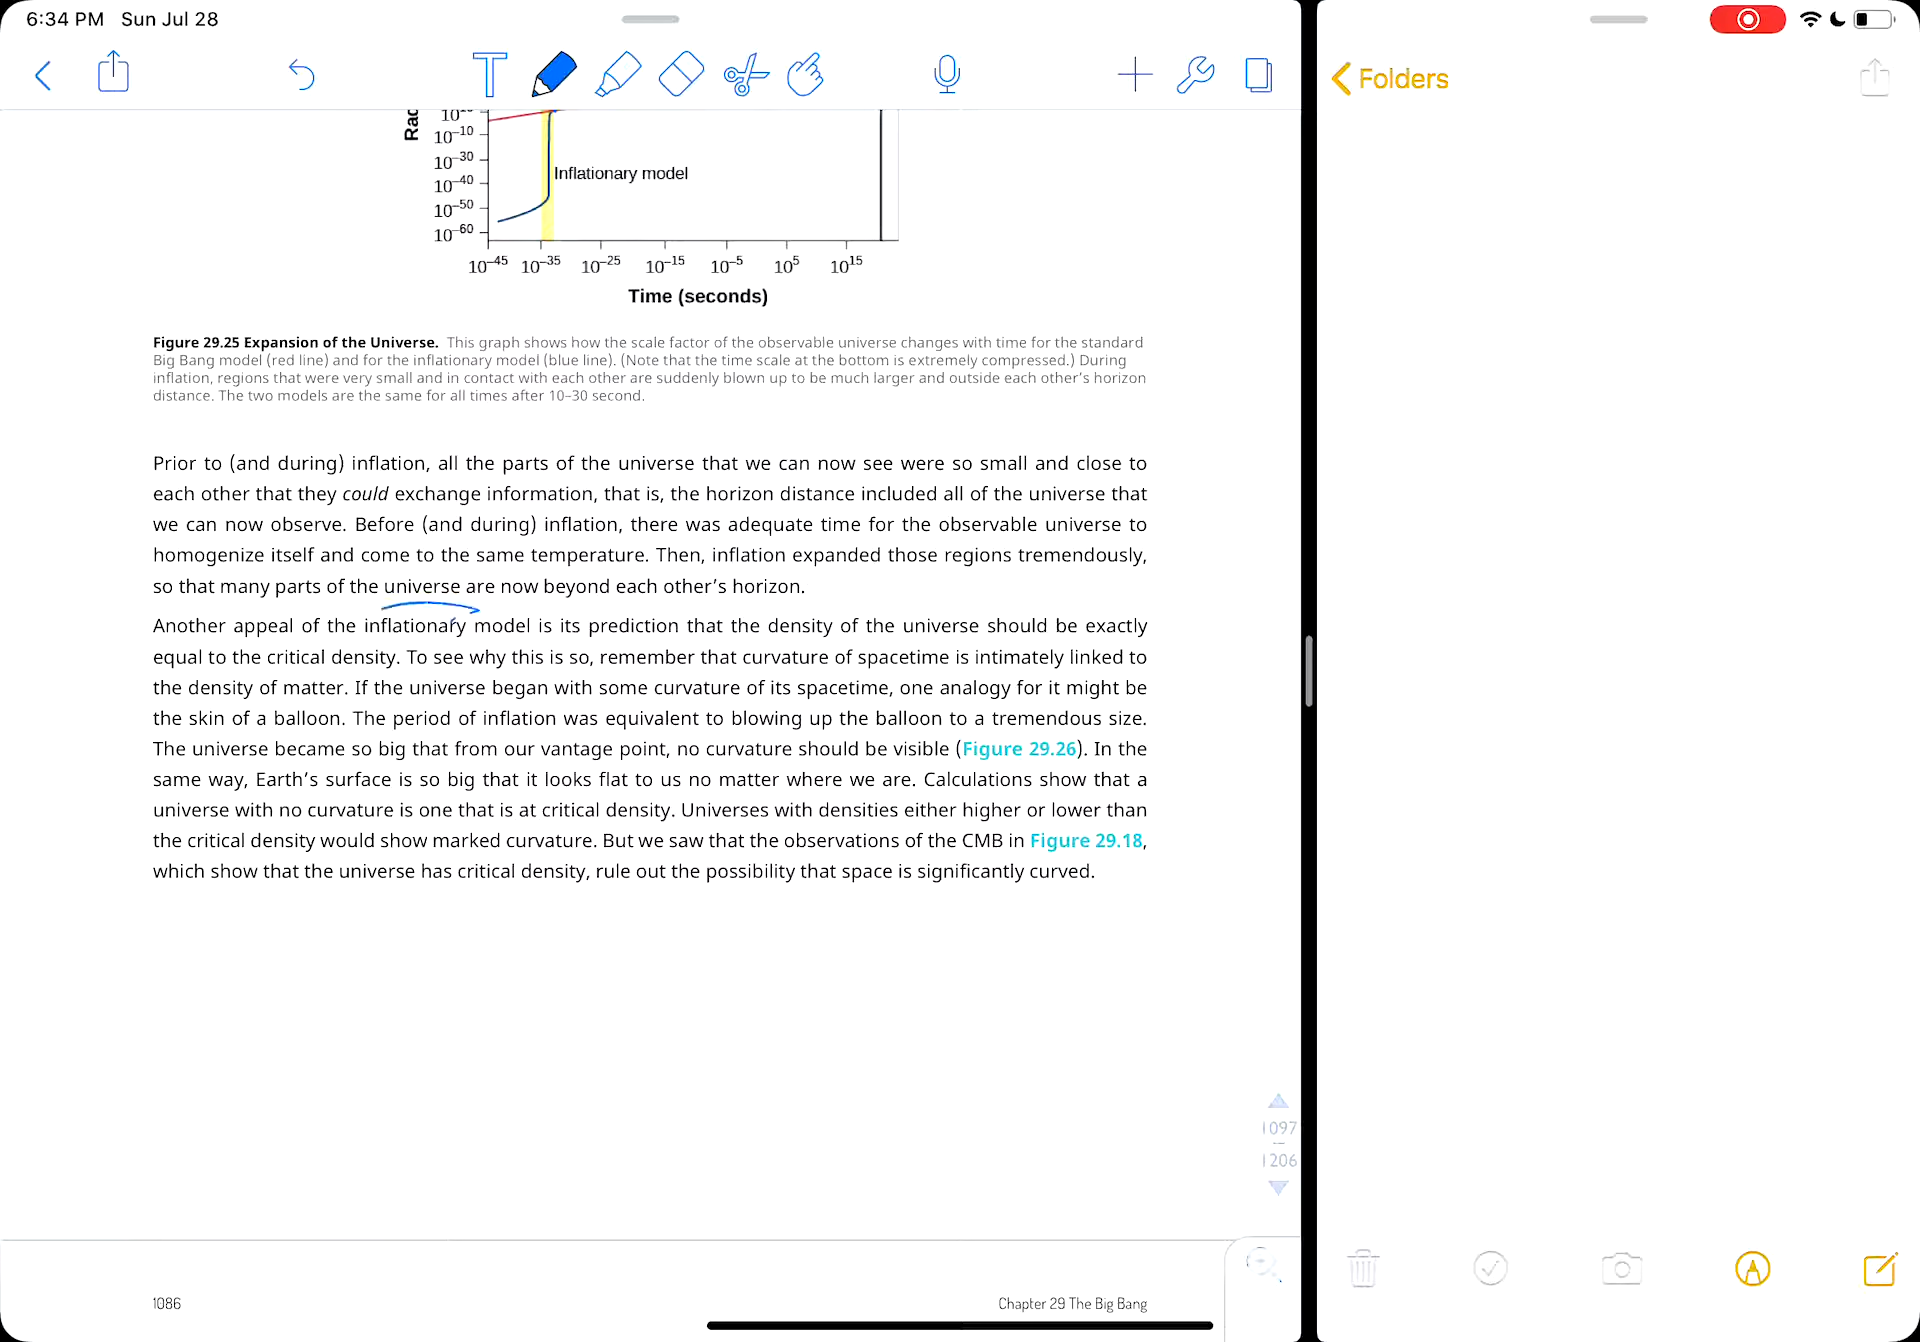 6:34 PM Sun Jul 28
T
Folders
Rad
10⁻¹⁰
10⁻³⁰
10⁻⁴⁰
10⁻⁵⁰
10⁻⁶⁰
Inflationary model
10⁻⁴⁵ 10⁻³⁵ 10⁻²⁵ 10⁻¹⁵ 10⁻⁵ 10⁵ 10¹⁵
Time (seconds)
Figure 29.25 Expansion of the Universe. This graph shows how the scale factor of the observable universe changes with time for the standard
Big Bang model (red line) and for the inflationary model (blue line). (Note that the time scale at the bottom is extremely compressed.) During
inflation, regions that were very small and in contact with each other are suddenly blown up to be much larger and outside each other's horizon
distance. The two models are the same for all times after 10–30 second.
Prior to (and during) inflation, all the parts of the universe that we can now see were so small and close to
each other that they could exchange information, that is, the horizon distance included all of the universe that
we can now observe. Before (and during) inflation, there was adequate time for the observable universe to
homogenize itself and come to the same temperature. Then, inflation expanded those regions tremendously,
so that many parts of the universe are now beyond each other's horizon.
Another appeal of the inflationary model is its prediction that the density of the universe should be exactly
equal to the critical density. To see why this is so, remember that curvature of spacetime is intimately linked to
the density of matter. If the universe began with some curvature of its spacetime, one analogy for it might be
the skin of a balloon. The period of inflation was equivalent to blowing up the balloon to a tremendous size.
The universe became so big that from our vantage point, no curvature should be visible (Figure 29.26). In the
same way, Earth's surface is so big that it looks flat to us no matter where we are. Calculations show that a
universe with no curvature is one that is at critical density. Universes with densities either higher or lower than
the critical density would show marked curvature. But we saw that the observations of the CMB in Figure 29.18,
which show that the universe has critical density, rule out the possibility that space is significantly curved.
1097
1206
1086
Chapter 29 The Big Bang